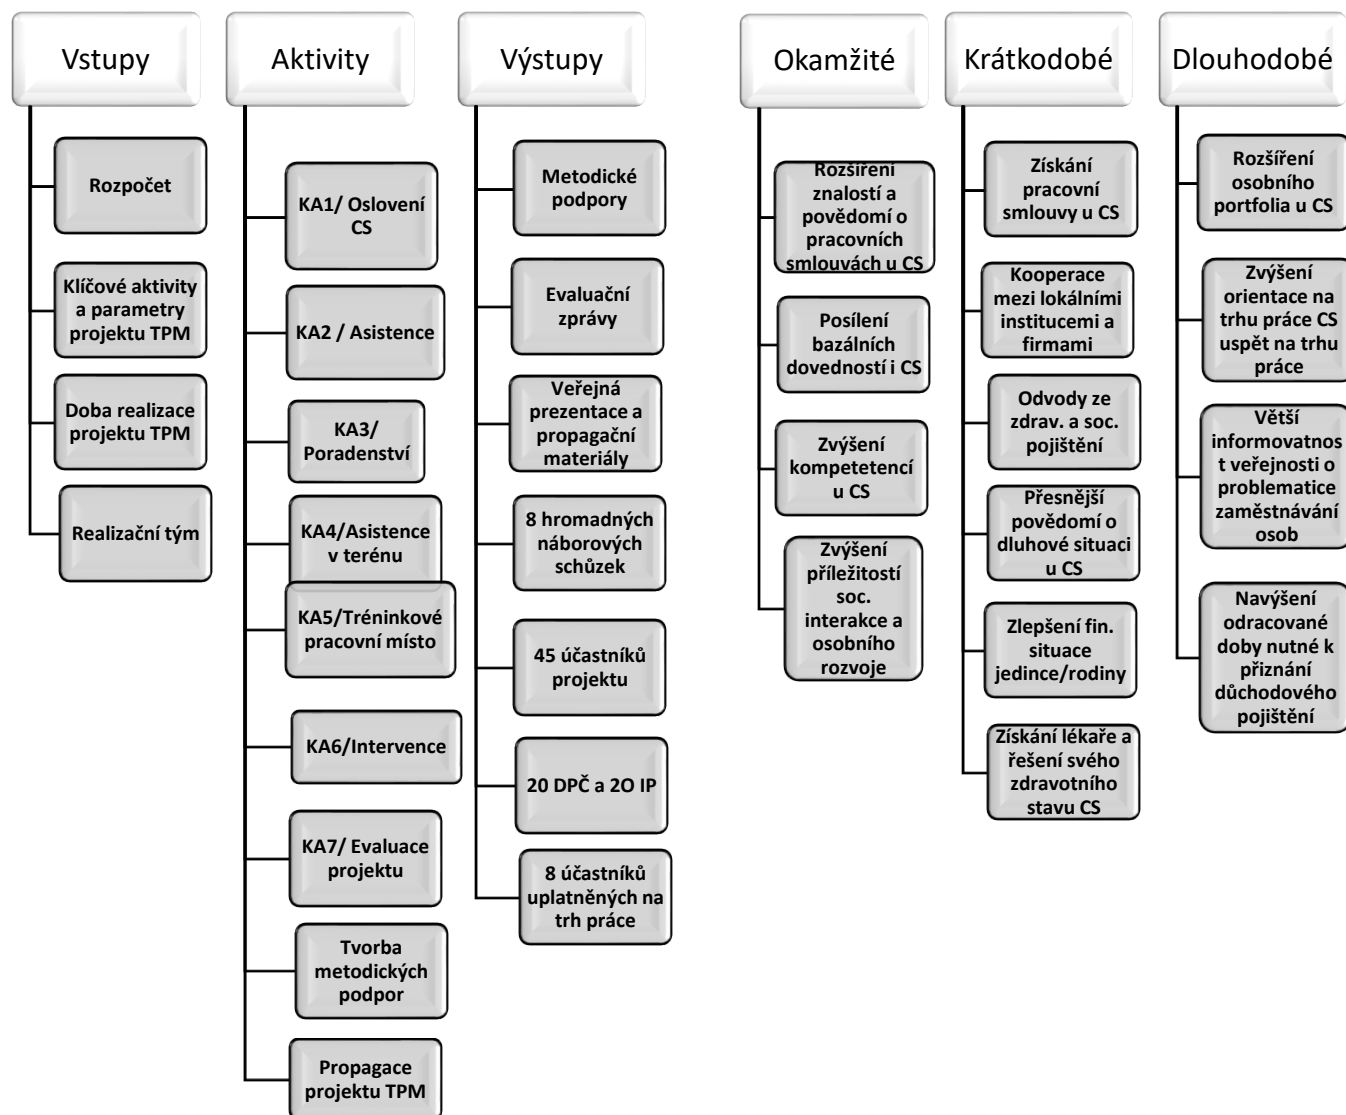 Vstupy
Rozpočet
Klíčové aktivity
a parametry
projektu TPM
Doba realizace
projektu TPM
Realizační tým
Aktivity
KA1/ Oslovení
CS
KA2 / Asistence
KA3/
Poradenství
KA4/Asistence
v terénu
KA5/Tréninkové
pracovní místo
KA6/Intervence
KA7/ Evaluace
projektu
Tvorba
metodických
podpor
Propagace
projektu TPM
Výstupy
Metodické
podpory
Evaluační
zprávy
Veřejná
prezentace a
propagační
materiály
8 hromadných
náborových
schůzek
45 účastníků
projektu
20 DPČ a 2O IP
8 účastníků
uplatněných na
trh práce
Okamžité
Rozšíření
znalostí a
povědomí o
pracovních
smlouvách u CS
Posílení
bazálních
dovedností i CS
Zvýšení
kompetetencí
u CS
Zvýšení
příležitostí
soc.
interakce a
osobního
rozvoje
Krátkodobé
Získání
pracovní
smlouvy u CS
Kooperace
mezi lokálními
institucemi a
firmami
Odvody ze
zdrav. a soc.
pojištění
Přesnější
povědomí o
dluhové situaci
u CS
Zlepšení fin.
situace
jedince/rodiny
Získání lékaře a
řešení svého
zdravotního
stavu CS
Dlouhodobé
Rozšíření
osobního
portfolia u CS
Zvýšení
orientace na
trhu práce CS
uspět na trhu
práce
Větší
informovatnos
t veřejnosti o
problematice
zaměstnávání
osob
Navýšení
odracované
doby nutné k
přiznání
důchodového
pojištění